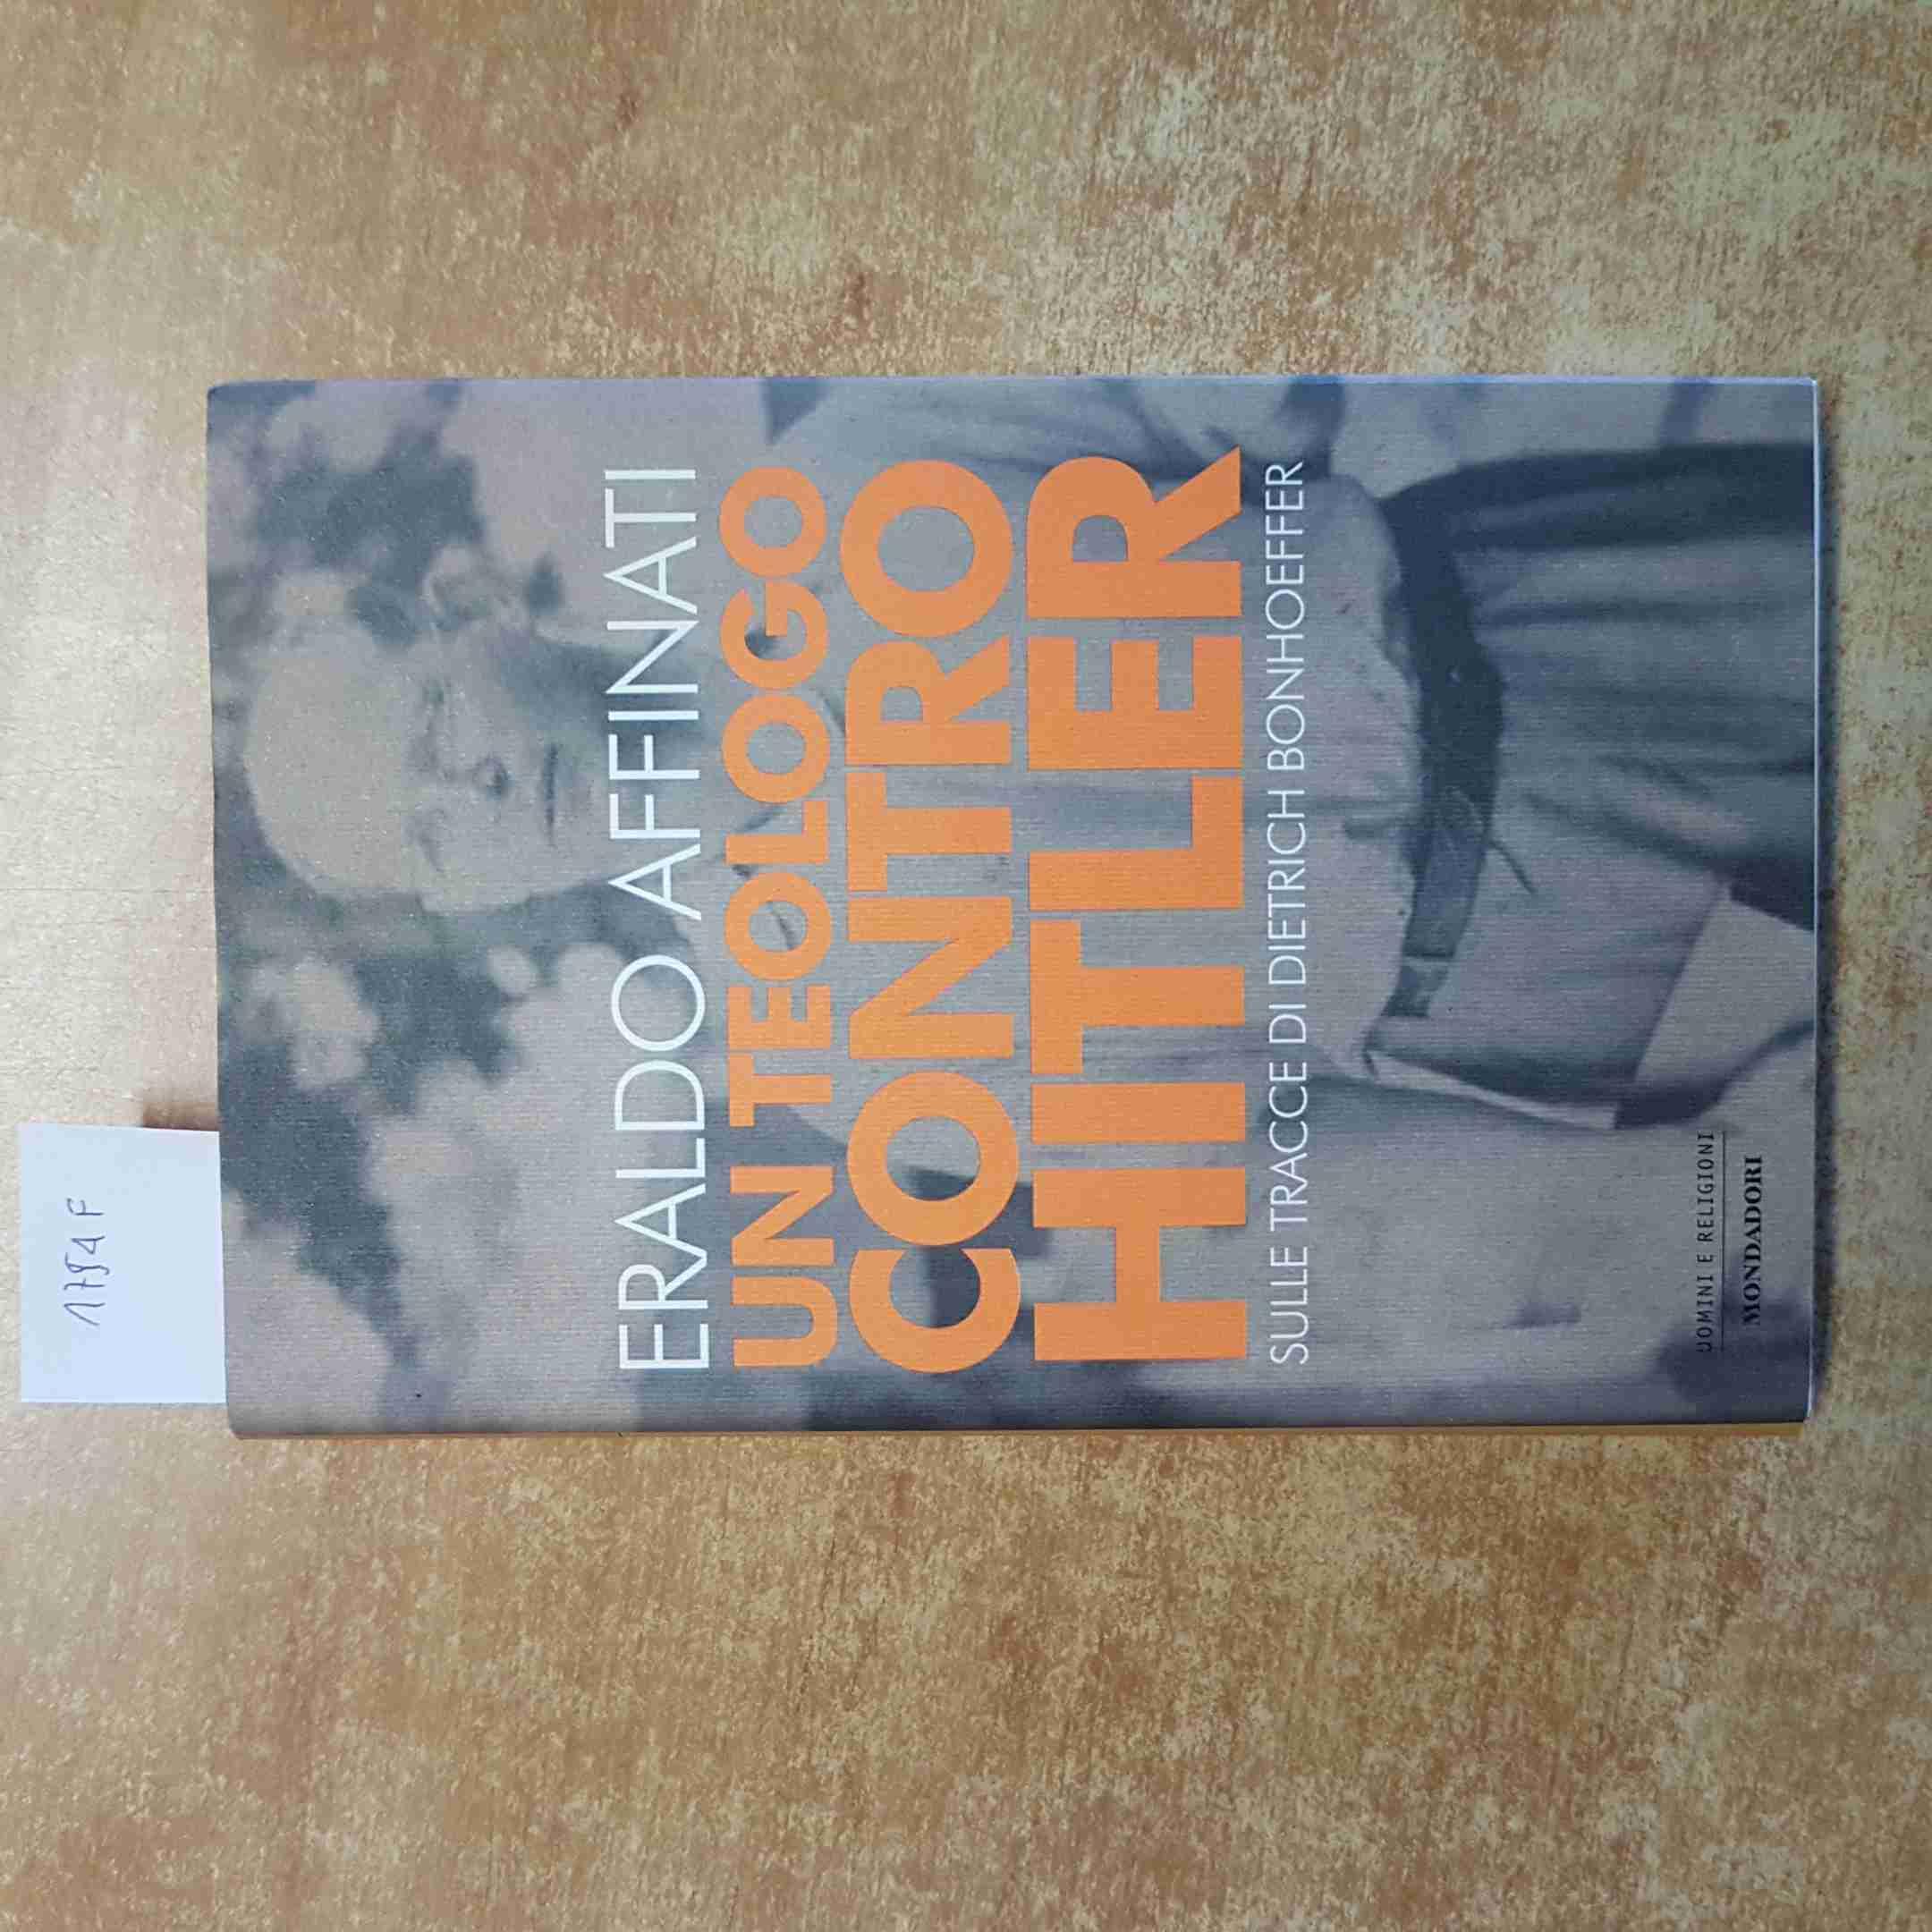 1754 F
ERALDO AFFINATI
UN TEOLOGO
CONTRO
HITLER
SULLE TRACCE DI DIETRICH BONHOEFFER
UOMINI E RELIGIONI
MONDADORI